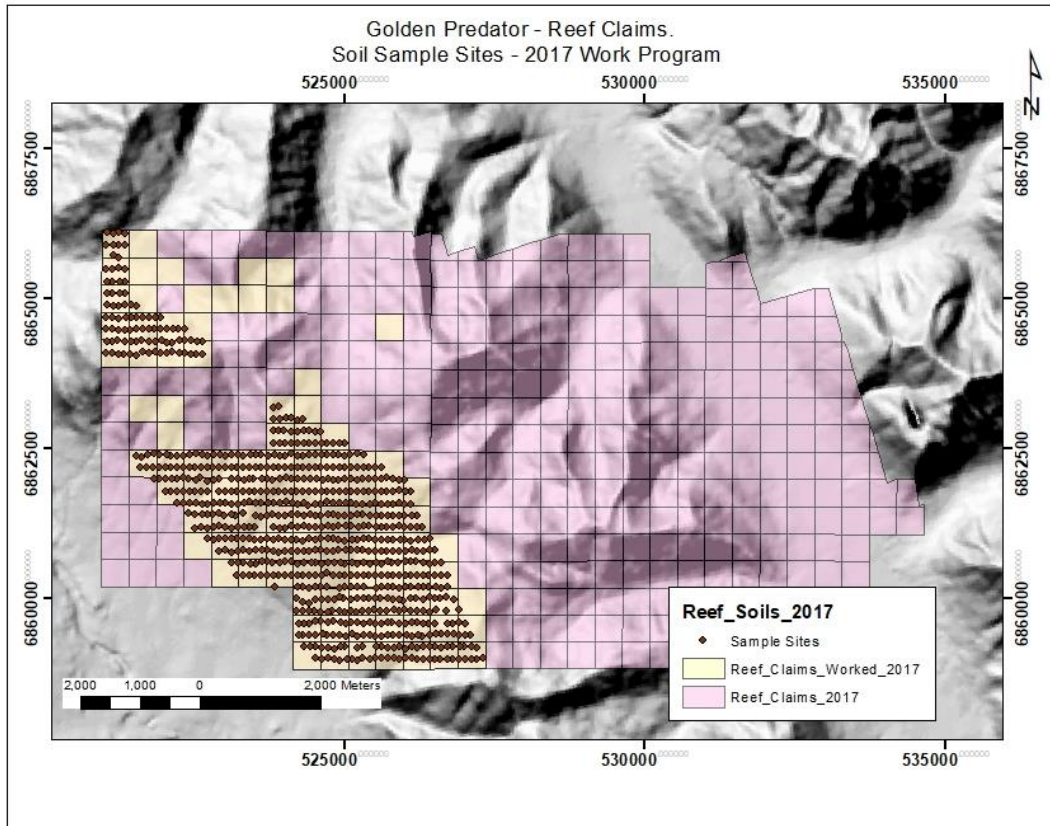 Golden Predator - Reef Claims.
Soil Sample Sites - 2017 Work Program
525000 530000 535000
6867500 6867500
6865000 6865000
6862500 6862500
6860000 6860000
Reef_Soils_2017
Sample Sites
Reef_Claims_Worked_2017
Reef_Claims_2017
2,000 1,000 0 2,000 Meters
525000 530000 535000
N